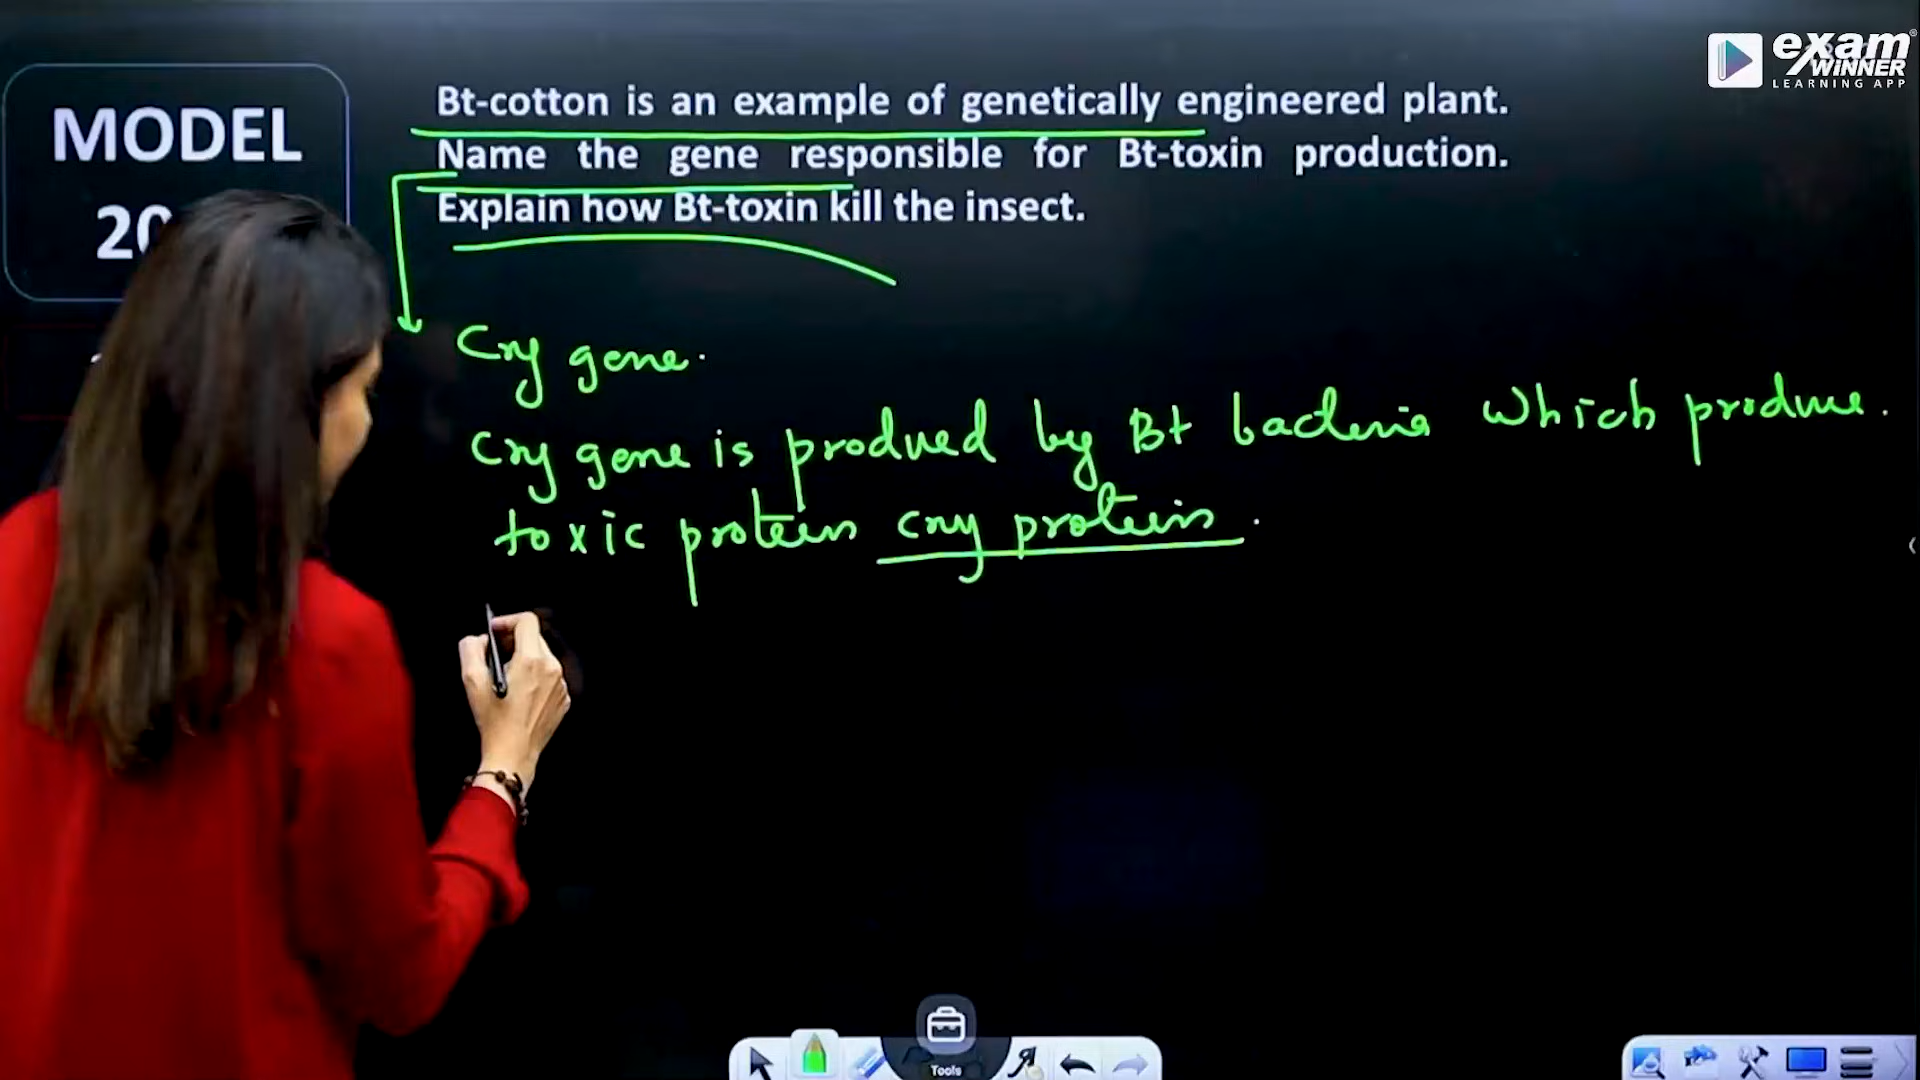 exam
WINNER
LEARNING APP
MODEL
20
Bt-cotton is an example of genetically engineered plant.
Name the gene responsible for Bt-toxin production.
Explain how Bt-toxin kill the insect.
Cry gene.
Cry gene is produed by Bt bacteria which produce.
toxic protein cry protein.
Tools